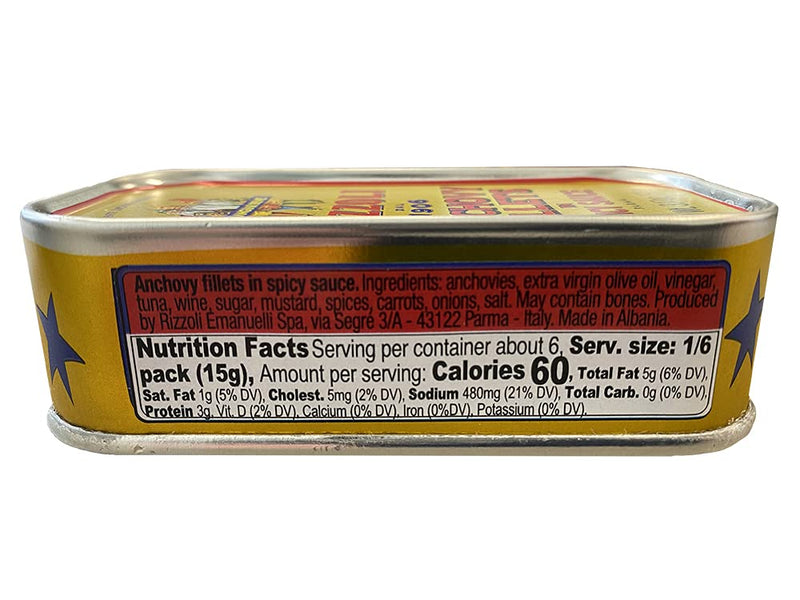 Anchovy fillets in spicy sauce. Ingredients: anchovies, extra virgin olive oil, vinegar,
tuna, wine, sugar, mustard, spices, carrots, onions, salt. May contain bones. Produced
by Rizzoli Emanuelli Spa, via Segrè 3/A - 43122 Parma - Italy. Made in Albania.
Nutrition Facts Serving per container about 6, Serv. size: 1/6
pack (15g), Amount per serving: Calories 60, Total Fat 5g (6% DV),
Sat. Fat 1g (5% DV), Cholest. 5mg (2% DV), Sodium 480mg (21% DV), Total Carb. 0g (0% DV),
Protein 3g, Vit. D (2% DV), Calcium (0% DV), Iron (0%DV), Potassium (0% DV).